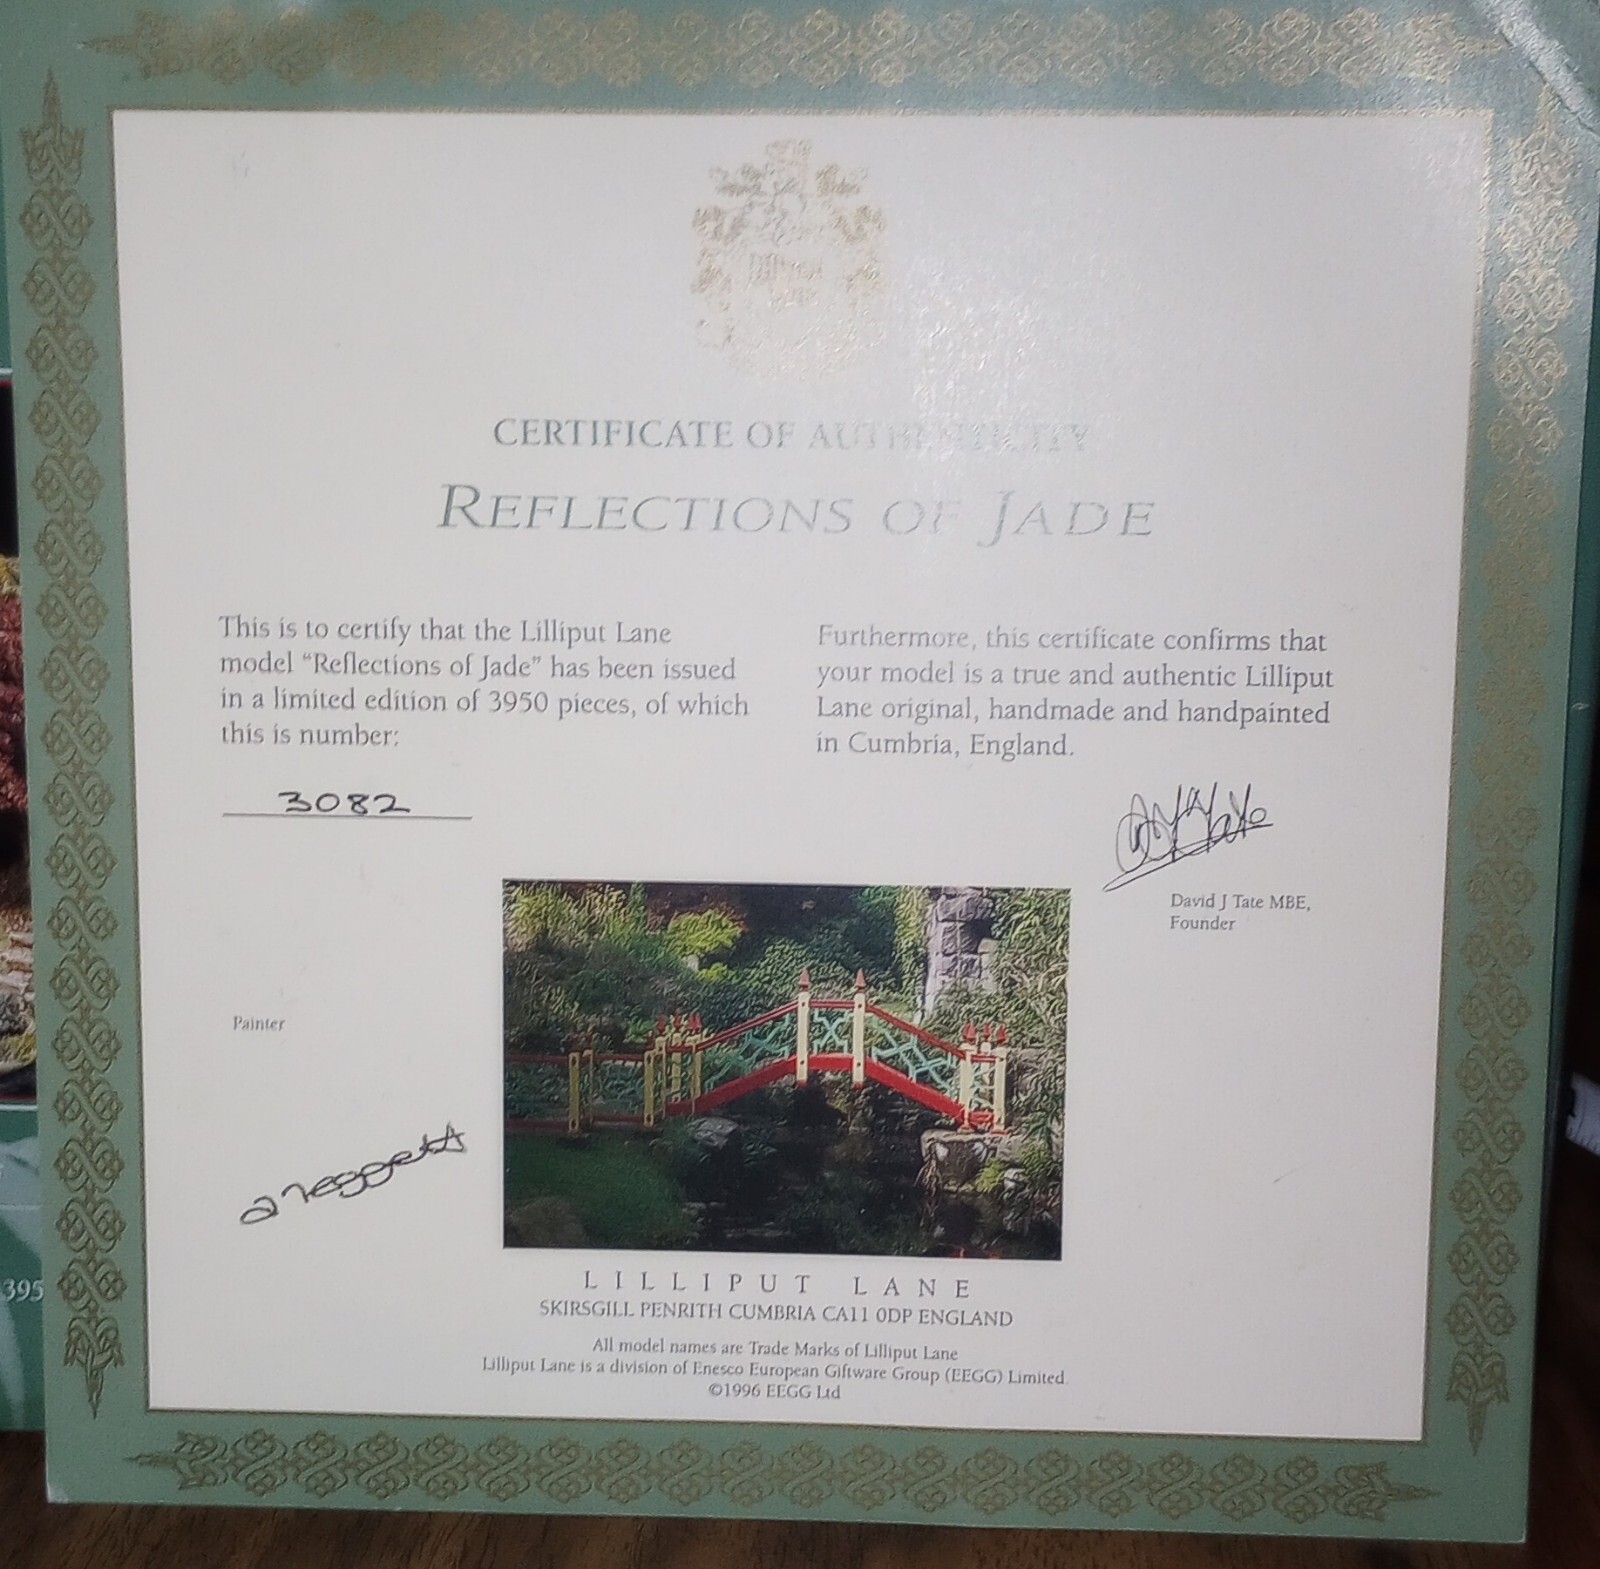 CERTIFICATE OF AUTHENTICITY
REFLECTIONS OF JADE
This is to certify that the Lilliput Lane
model “Reflections of Jade” has been issued
in a limited edition of 3950 pieces, of which
this is number:
3082
Furthermore, this certificate confirms that
your model is a true and authentic Lilliput
Lane original, handmade and handpainted
in Cumbria, England.
David J Tate MBE,
Founder
Painter
a reggett
LILLIPUT LANE
SKIRSGILL PENRITH CUMBRIA CA11 0DP ENGLAND
All model names are Trade Marks of Lilliput Lane
Lilliput Lane is a division of Enesco European Giftware Group (EEGG) Limited
©1996 EEGG Ltd
395